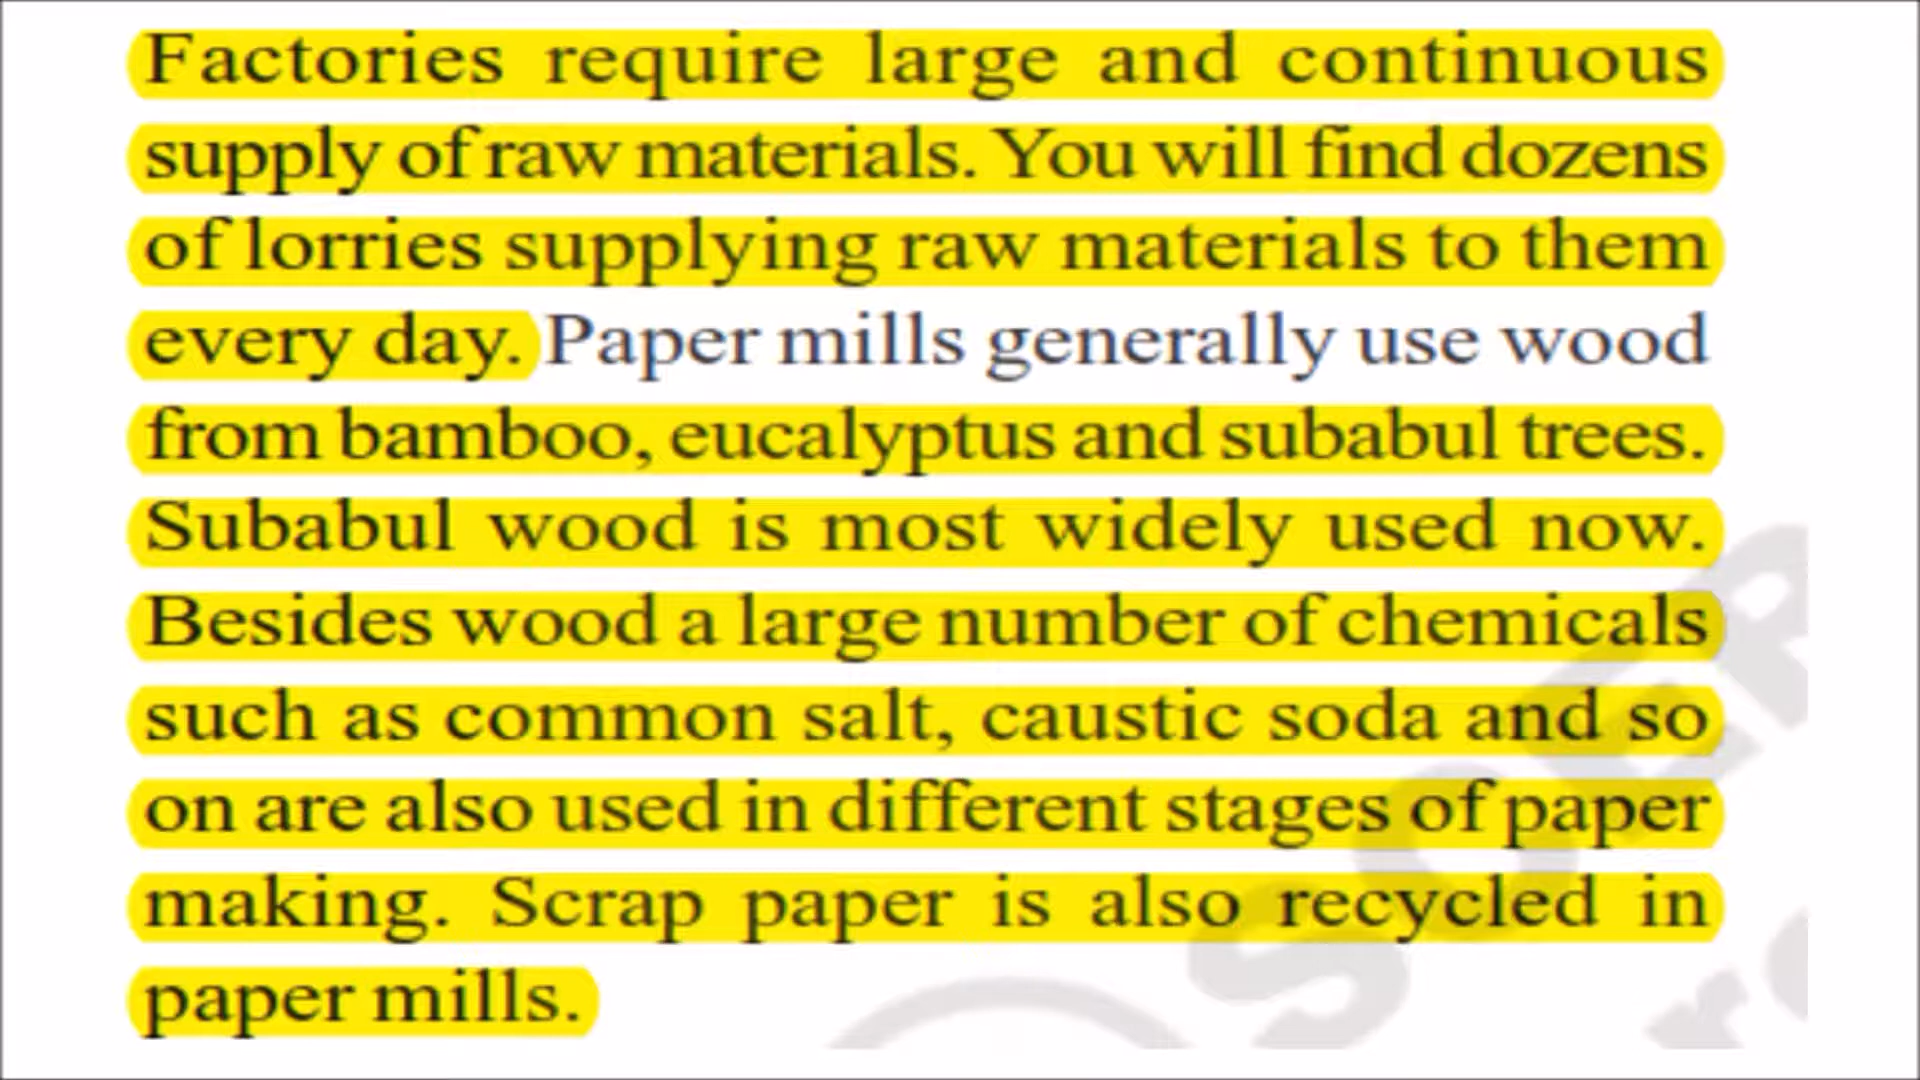 Factories require large and continuous
supply of raw materials. You will find dozens
of lorries supplying raw materials to them
every day. Paper mills generally use wood
from bamboo, eucalyptus and subabul trees.
Subabul wood is most widely used now.
Besides wood a large number of chemicals
such as common salt, caustic soda and so
on are also used in different stages of paper
making. Scrap paper is also recycled in
paper mills.